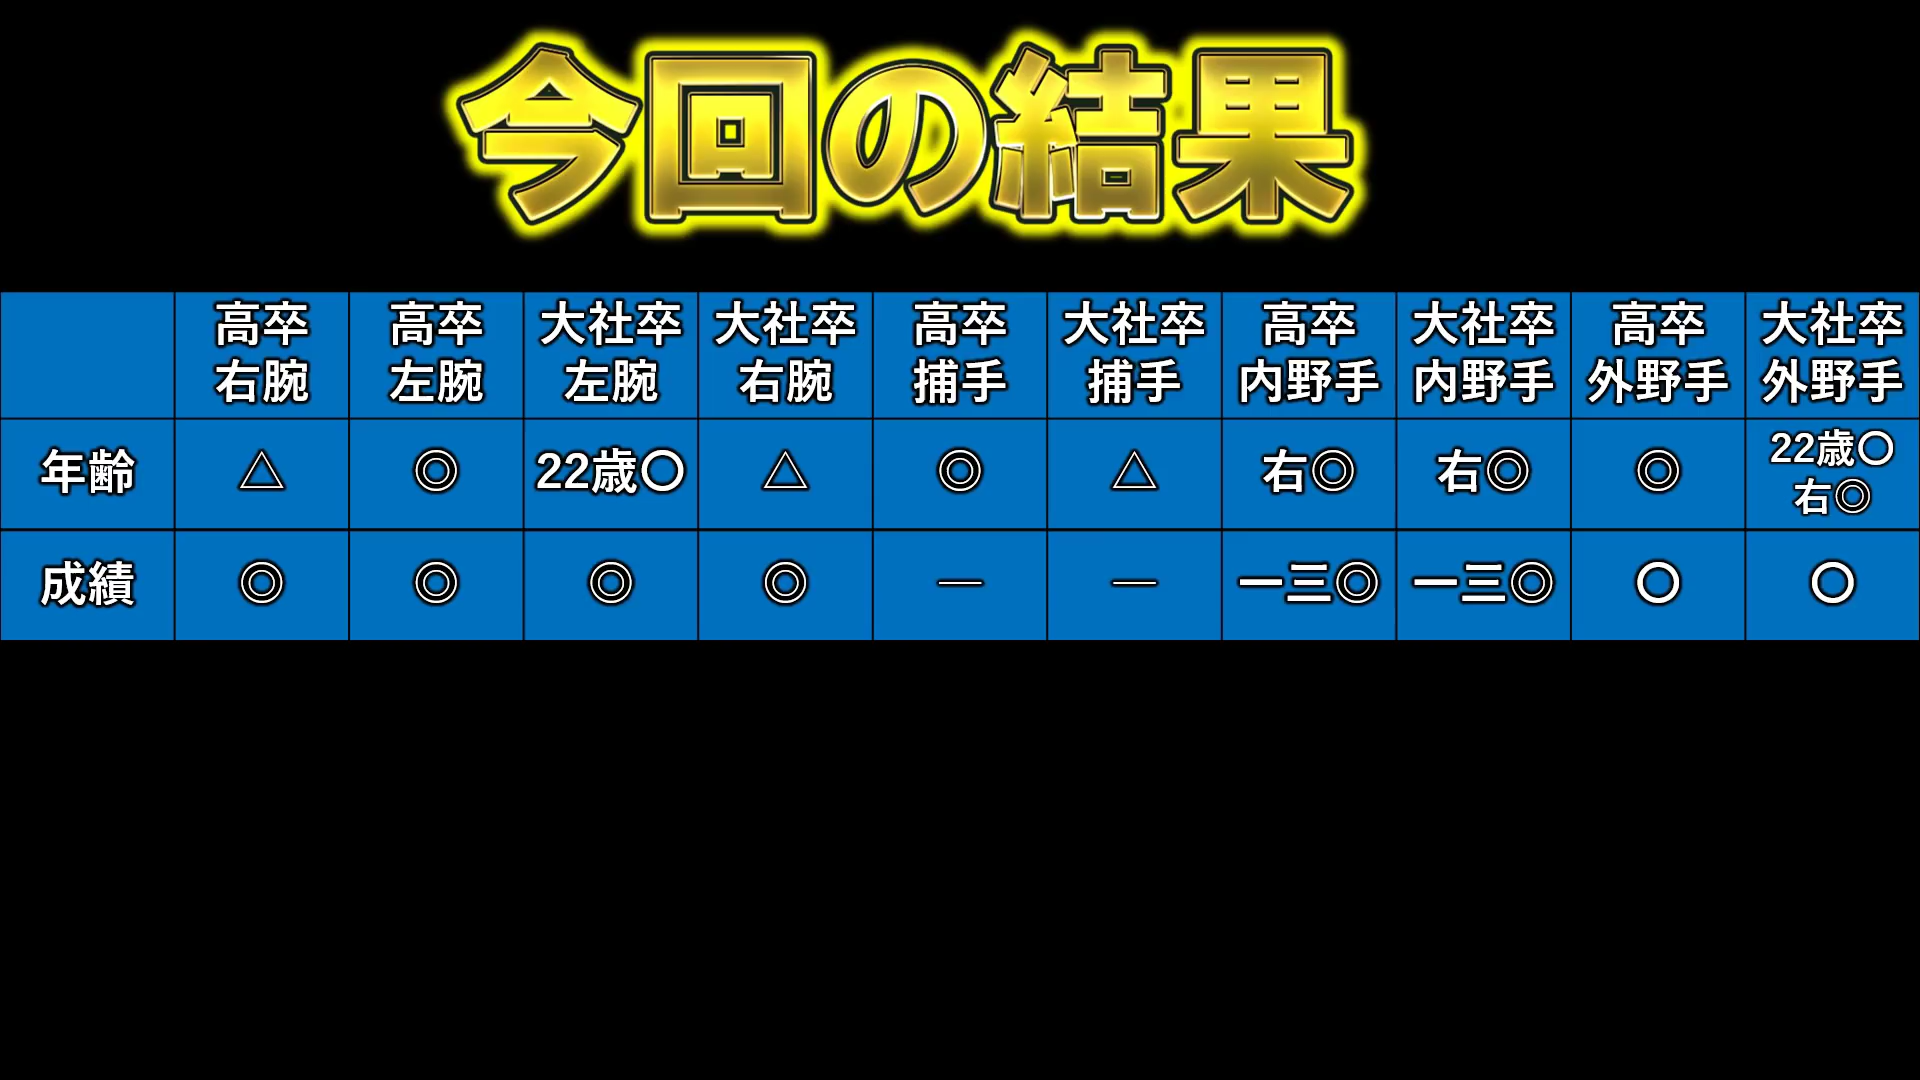 今回の結果
高卒 高卒 大社卒 大社卒 高卒 大社卒 高卒 大社卒 高卒 大社卒
右腕 左腕 左腕 右腕 捕手 捕手 内野手 内野手 外野手 外野手
年齢 △ ◎ 22歳〇 △ ◎ △ 右◎ 右◎ ◎ 22歳〇
右◎
成績 ◎ ◎ ◎ ◎ ― ― 一三◎ 一三◎ 〇 〇